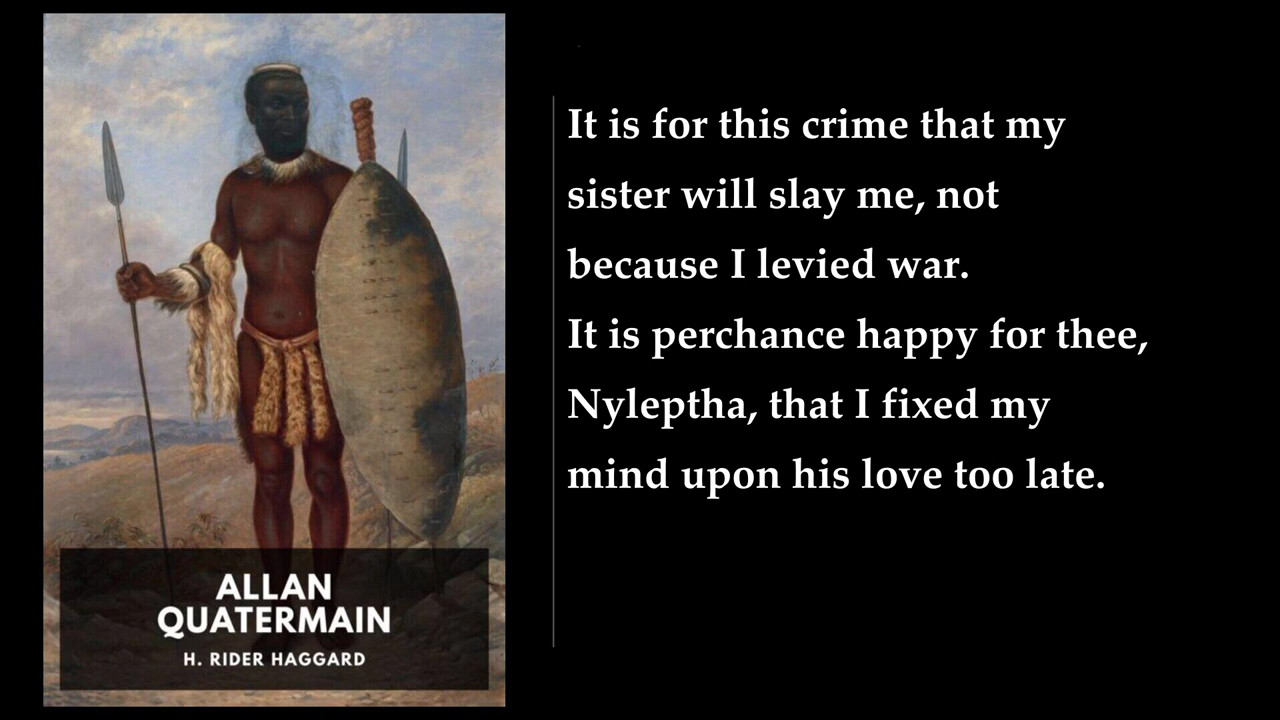 It is for this crime that my
sister will slay me, not
because I levied war.
It is perchance happy for thee,
Nyleptha, that I fixed my
mind upon his love too late.
ALLAN
QUATERMAIN
H. RIDER HAGGARD